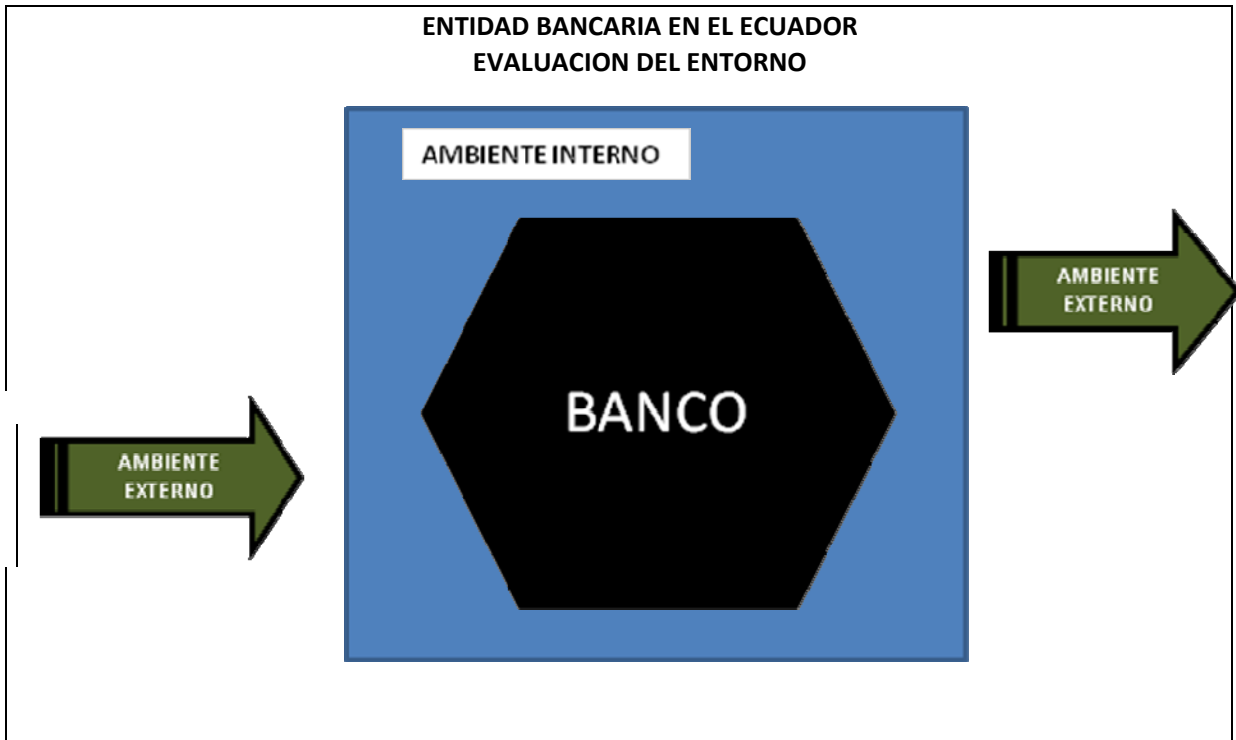 ENTIDAD BANCARIA EN EL ECUADOR
EVALUACION DEL ENTORNO
AMBIENTE INTERNO
AMBIENTE
EXTERNO
BANCO
AMBIENTE
EXTERNO